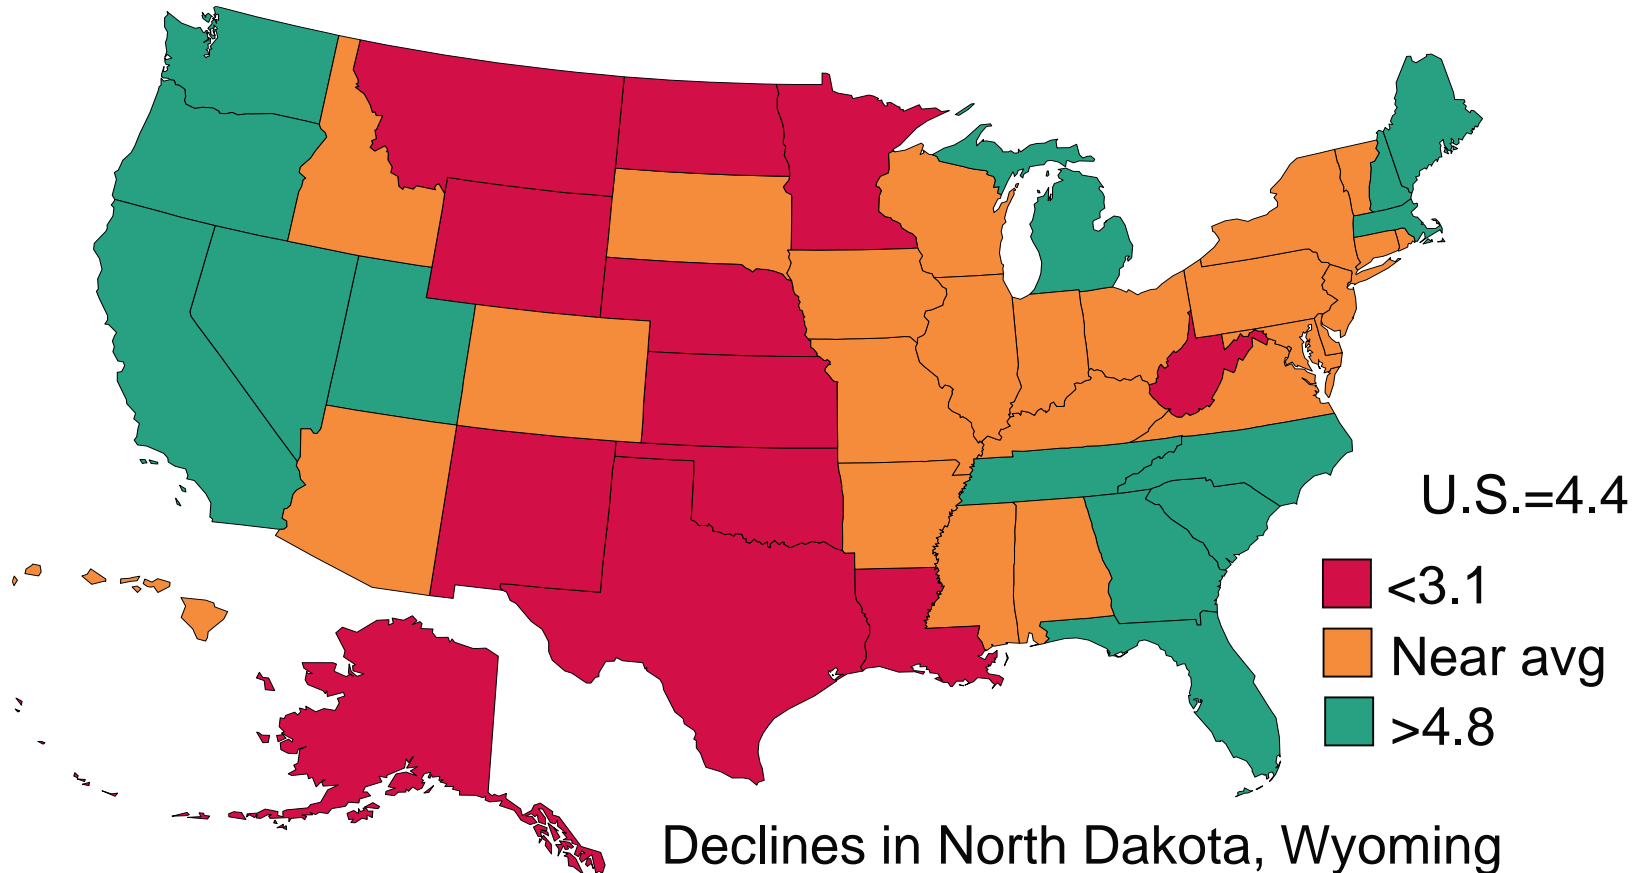 U.S.=4.4
<3.1
Near avg
>4.8
Declines in North Dakota, Wyoming